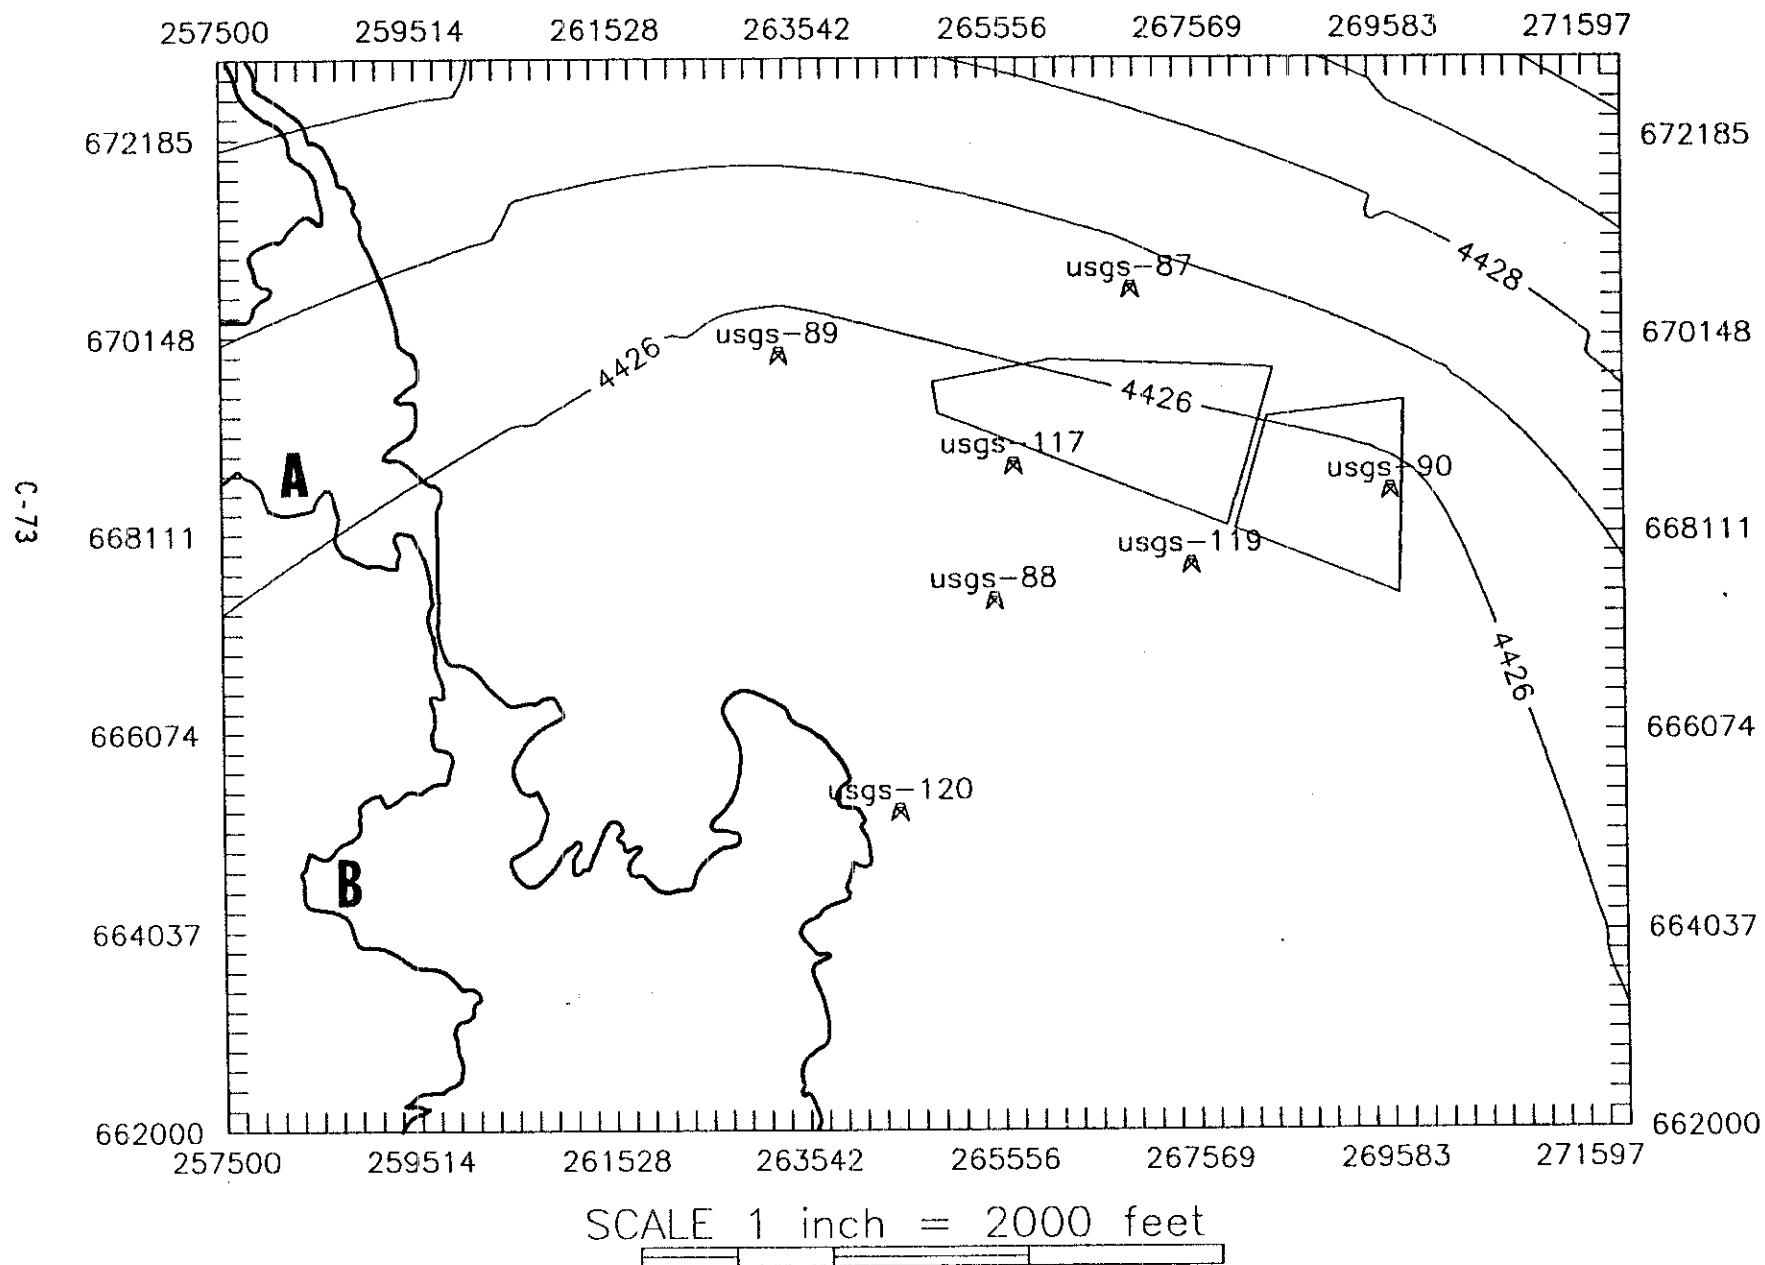 257500 259514 261528 263542 265556 267569 269583 271597
672185 672185
4428
usgs-87
670148 670148
usgs-89
4426
4426
usgs-117
usgs-90
A
C-73
668111 668111
usgs-119
usgs-88
4426
666074 666074
usgs-120
B
664037 664037
662000 662000
257500 259514 261528 263542 265556 267569 269583 271597
SCALE 1 inch = 2000 feet